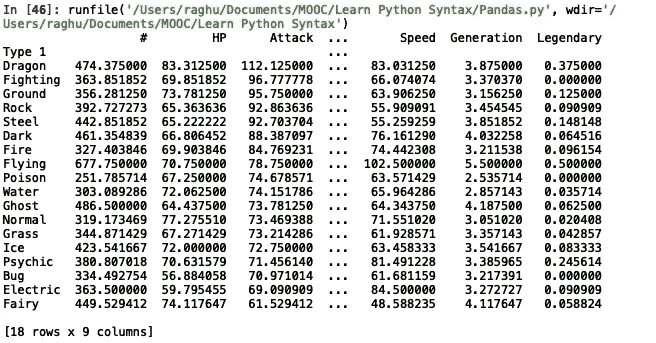 In [46]: runfile('/Users/raghu/Documents/MOOC/Learn Python Syntax/Pandas.py', wdir='/
Users/raghu/Documents/MOOC/Learn Python Syntax')
# HP Attack ... Speed Generation Legendary
Type 1 ...
Dragon 474.375000 83.312500 112.125000 ... 83.031250 3.875000 0.375000
Fighting 363.851852 69.851852 96.777778 ... 66.074074 3.370370 0.000000
Ground 356.281250 73.781250 95.750000 ... 63.906250 3.156250 0.125000
Rock 392.727273 65.363636 92.863636 ... 55.909091 3.454545 0.090909
Steel 442.851852 65.222222 92.703704 ... 55.259259 3.851852 0.148148
Dark 461.354839 66.806452 88.387097 ... 76.161290 4.032258 0.064516
Fire 327.403846 69.903846 84.769231 ... 74.442308 3.211538 0.096154
Flying 677.750000 70.750000 78.750000 ... 102.500000 5.500000 0.500000
Poison 251.785714 67.250000 74.678571 ... 63.571429 2.535714 0.000000
Water 303.089286 72.062500 74.151786 ... 65.964286 2.857143 0.035714
Ghost 486.500000 64.437500 73.781250 ... 64.343750 4.187500 0.062500
Normal 319.173469 77.275510 73.469388 ... 71.551020 3.051020 0.020408
Grass 344.871429 67.271429 73.214286 ... 61.928571 3.357143 0.042857
Ice 423.541667 72.000000 72.750000 ... 63.458333 3.541667 0.083333
Psychic 380.807018 70.631579 71.456140 ... 81.491228 3.385965 0.245614
Bug 334.492754 56.884058 70.971014 ... 61.681159 3.217391 0.000000
Electric 363.500000 59.795455 69.090909 ... 84.500000 3.272727 0.090909
Fairy 449.529412 74.117647 61.529412 ... 48.588235 4.117647 0.058824
[18 rows x 9 columns]